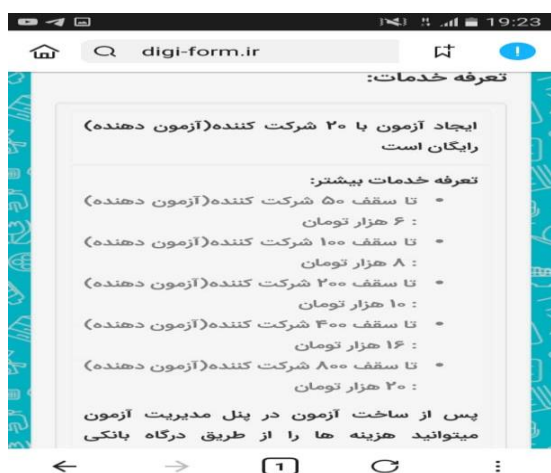 19:23
digi-form.ir
تعرفه خدمات:
ایجاد آزمون با ۲۰ شرکت کننده(آزمون دهنده)
رایگان است
تعرفه خدمات بیشتر:
• تا سقف ۵۰ شرکت کننده(آزمون دهنده)
: ۶ هزار تومان
• تا سقف ۱۰۰ شرکت کننده(آزمون دهنده)
: ۸ هزار تومان
• تا سقف ۲۰۰ شرکت کننده(آزمون دهنده)
: ۱۰ هزار تومان
• تا سقف ۴۰۰ شرکت کننده(آزمون دهنده)
: ۱۶ هزار تومان
• تا سقف ۸۰۰ شرکت کننده(آزمون دهنده)
: ۲۰ هزار تومان
پس از ساخت آزمون در پنل مدیریت آزمون
میتوانید هزینه ها را از طریق درگاه بانکی
1